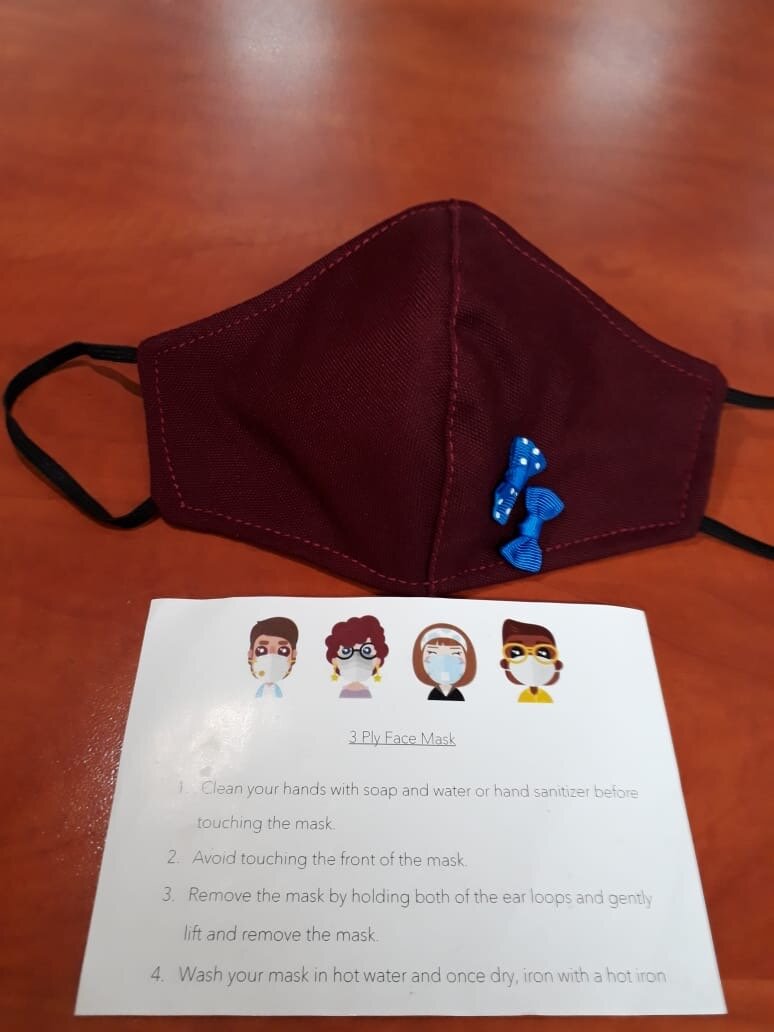 3 Ply Face Mask
1. Clean your hands with soap and water or hand sanitizer before
touching the mask.
2. Avoid touching the front of the mask.
3. Remove the mask by holding both of the ear loops and gently
lift and remove the mask.
4. Wash your mask in hot water and once dry, iron with a hot iron